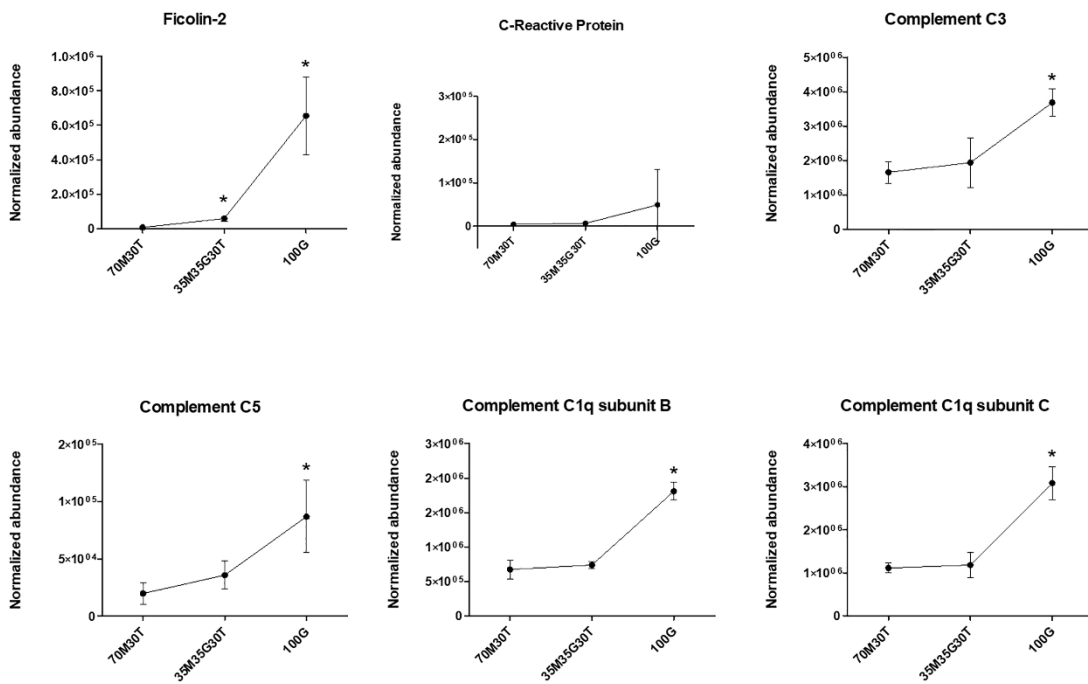 Ficolin-2
Normalized abundance
1.0×10⁶
8.0×10⁵
6.0×10⁵
4.0×10⁵
2.0×10⁵
0
*
*
70M30T
35M35G30T
100G
C-Reactive Protein
Normalized abundance
3×10⁰⁵
2×10⁰⁵
1×10⁰⁵
0
70M30T
35M35G30T
100G
Complement C3
Normalized abundance
5×10⁰⁶
4×10⁰⁶
3×10⁰⁶
2×10⁰⁶
1×10⁰⁶
0
*
70M30T
35M35G30T
100G
Complement C5
Normalized abundance
2×10⁰⁵
1×10⁰⁵
5×10⁰⁴
0
*
70M30T
35M35G30T
100G
Complement C1q subunit B
Normalized abundance
3×10⁰⁶
2×10⁰⁶
2×10⁰⁶
1×10⁰⁶
5×10⁰⁵
0
*
70M30T
35M35G30T
100G
Complement C1q subunit C
Normalized abundance
4×10⁰⁶
3×10⁰⁶
2×10⁰⁶
1×10⁰⁶
0
*
70M30T
35M35G30T
100G